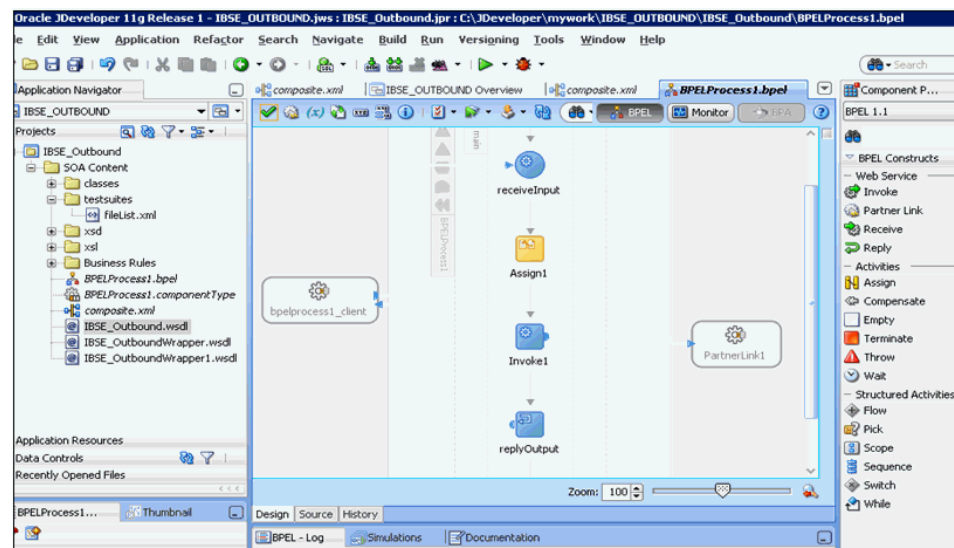 Oracle JDeveloper 11g Release 1 - IBSE_OUTBOUND.jws : IBSE_Outbound.jpr : C:\JDeveloper\mywork\IBSE_OUTBOUND\IBSE_Outbound\BPELProcess1.bpel
le Edit View Application Refactor Search Navigate Build Run Versioning Tools Window Help
Search
Application Navigator
composite.xml
IBSE_OUTBOUND Overview
composite.xml
BPELProcess1.bpel
Component P...
IBSE_OUTBOUND
BPEL
Monitor
BPA
BPEL 1.1
Projects
IBSE_Outbound
SOA Content
classes
testsuites
fileList.xml
xsd
xsl
Business Rules
BPELProcess1.bpel
BPELProcess1.componentType
composite.xml
IBSE_Outbound.wsdl
IBSE_OutboundWrapper.wsdl
IBSE_OutboundWrapper1.wsdl
Application Resources
Data Controls
Recently Opened Files
BPELProcess1...
Thumbnail
main
BPELProcess1
receiveInput
Assign1
bpelprocess1_client
Invoke1
PartnerLink1
replyOutput
Zoom: 100
Design Source History
BPEL - Log
Simulations
Documentation
BPEL Constructs
Web Service
Invoke
Partner Link
Receive
Reply
Activities
Assign
Compensate
Empty
Terminate
Throw
Wait
Structured Activities
Flow
Pick
Scope
Sequence
Switch
While